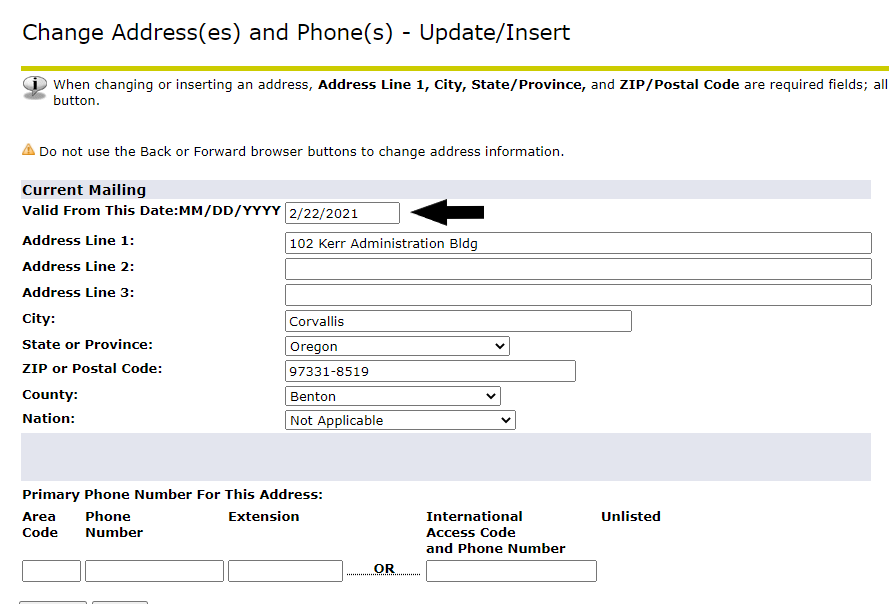 Change Address(es) and Phone(s) - Update/Insert
When changing or inserting an address, Address Line 1, City, State/Province, and ZIP/Postal Code are required fields; all
button.
Do not use the Back or Forward browser buttons to change address information.
Current Mailing
Valid From This Date:MM/DD/YYYY 2/22/2021
Address Line 1: 102 Kerr Administration Bldg
Address Line 2:
Address Line 3:
City: Corvallis
State or Province: Oregon
ZIP or Postal Code: 97331-8519
County: Benton
Nation: Not Applicable
Primary Phone Number For This Address:
Area Phone Extension International Unlisted
Code Number Access Code
and Phone Number
OR